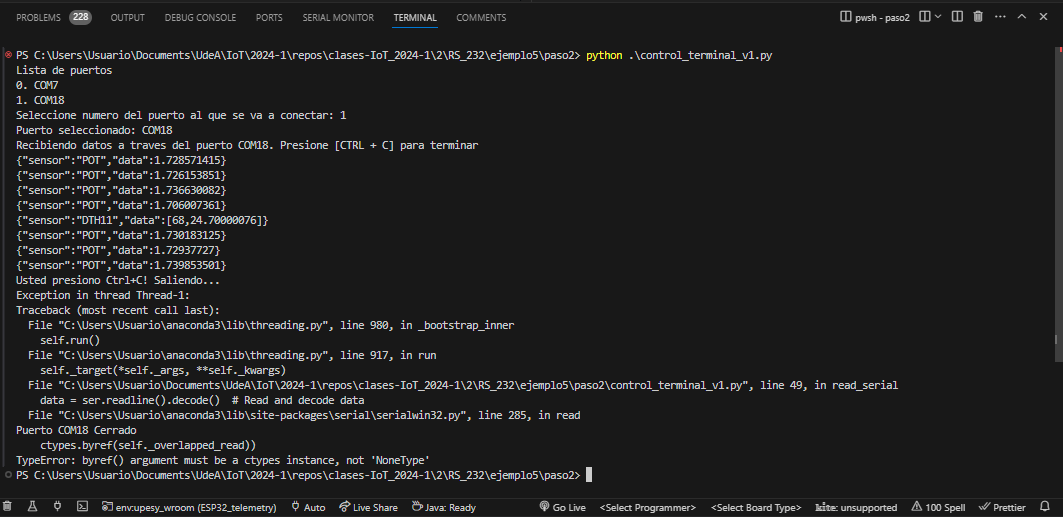 PROBLEMS 228 OUTPUT DEBUG CONSOLE PORTS SERIAL MONITOR TERMINAL COMMENTS pwsh - paso2
PS C:\Users\Usuario\Documents\UdeA\IoT\2024-1\repos\clases-IoT_2024-1\2\RS_232\ejemplo5\paso2> python .\control_terminal_v1.py
Lista de puertos
0. COM7
1. COM18
Seleccione numero del puerto al que se va a conectar: 1
Puerto seleccionado: COM18
Recibiendo datos a traves del puerto COM18. Presione [CTRL + C] para terminar
{"sensor":"POT","data":1.728571415}
{"sensor":"POT","data":1.726153851}
{"sensor":"POT","data":1.736630082}
{"sensor":"POT","data":1.706007361}
{"sensor":"DTH11","data":[68,24.70000076]}
{"sensor":"POT","data":1.730183125}
{"sensor":"POT","data":1.72937727}
{"sensor":"POT","data":1.739853501}
Usted presiono Ctrl+C! Saliendo...
Exception in thread Thread-1:
Traceback (most recent call last):
  File "C:\Users\Usuario\anaconda3\lib\threading.py", line 980, in _bootstrap_inner
    self.run()
  File "C:\Users\Usuario\anaconda3\lib\threading.py", line 917, in run
    self._target(*self._args, **self._kwargs)
  File "C:\Users\Usuario\Documents\UdeA\IoT\2024-1\repos\clases-IoT_2024-1\2\RS_232\ejemplo5\paso2\control_terminal_v1.py", line 49, in read_serial
    data = ser.readline().decode()  # Read and decode data
  File "C:\Users\Usuario\anaconda3\lib\site-packages\serial\serialwin32.py", line 285, in read
Puerto COM18 Cerrado
    ctypes.byref(self._overlapped_read))
TypeError: byref() argument must be a ctypes instance, not 'NoneType'
PS C:\Users\Usuario\Documents\UdeA\IoT\2024-1\repos\clases-IoT_2024-1\2\RS_232\ejemplo5\paso2>
env:upesy_wroom (ESP32_telemetry) Auto Live Share Java: Ready Go Live <Select Programmer> <Select Board Type> kite: unsupported 100 Spell Prettier